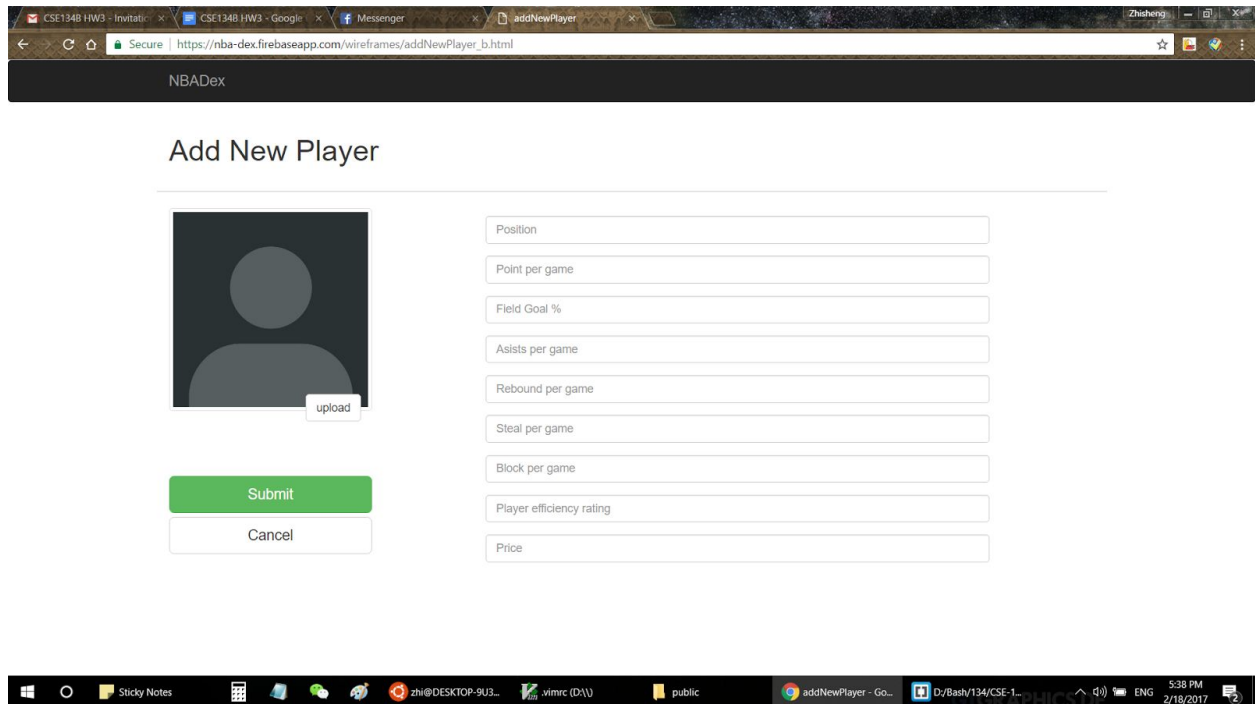 CSE134B HW3 - Invitatic
CSE134B HW3 - Google
Messenger
addNewPlayer
Zhisheng
Secure | https://nba-dex.firebaseapp.com/wireframes/addNewPlayer_b.html
NBADex
Add New Player
upload
Submit
Cancel
Position
Point per game
Field Goal %
Asists per game
Rebound per game
Steal per game
Block per game
Player efficiency rating
Price
Sticky Notes
zhi@DESKTOP-9U3...
.vimrc (D:\\)
public
addNewPlayer - Go...
D:/Bash/134/CSE-1...
ENG
5:38 PM
2/18/2017
2